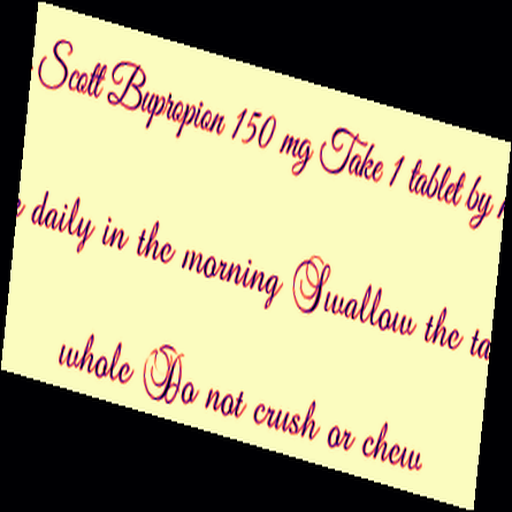 Scott Bupropion 150 mg Take 1 tablet by
daily in the morning Swallow the
whole Do not crush or chew